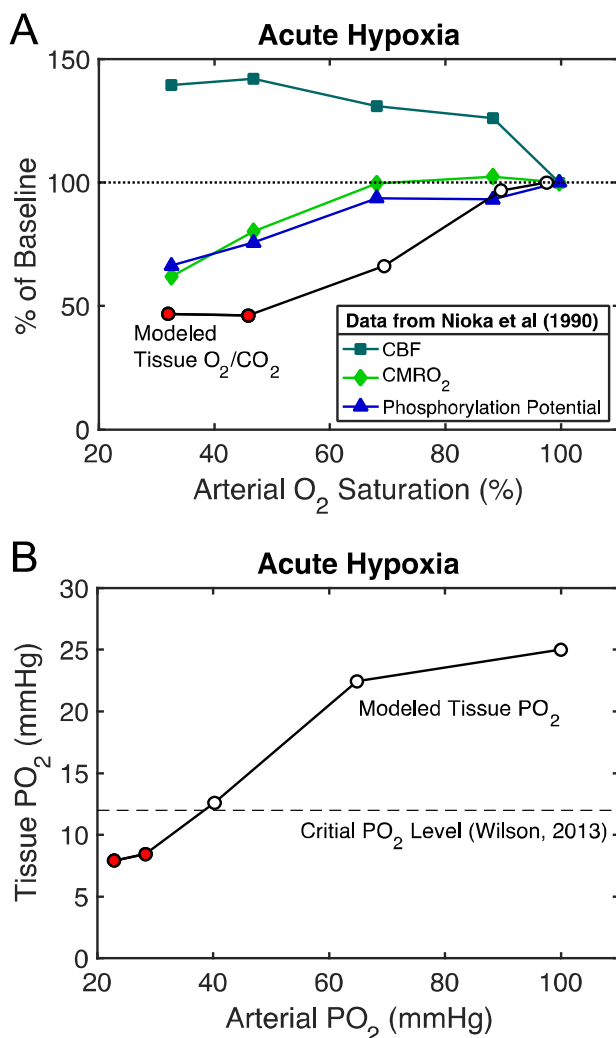 A
Acute Hypoxia
150
100
50
0
% of Baseline
Modeled
Tissue O₂/CO₂
Data from Nioka et al (1990)
CBF
CMRO₂
Phosphorylation Potential
20 40 60 80 100
Arterial O₂ Saturation (%)
B
Acute Hypoxia
30
25
20
15
10
5
0
Tissue PO₂ (mmHg)
Modeled Tissue PO₂
Critial PO₂ Level (Wilson, 2013)
20 40 60 80 100
Arterial PO₂ (mmHg)